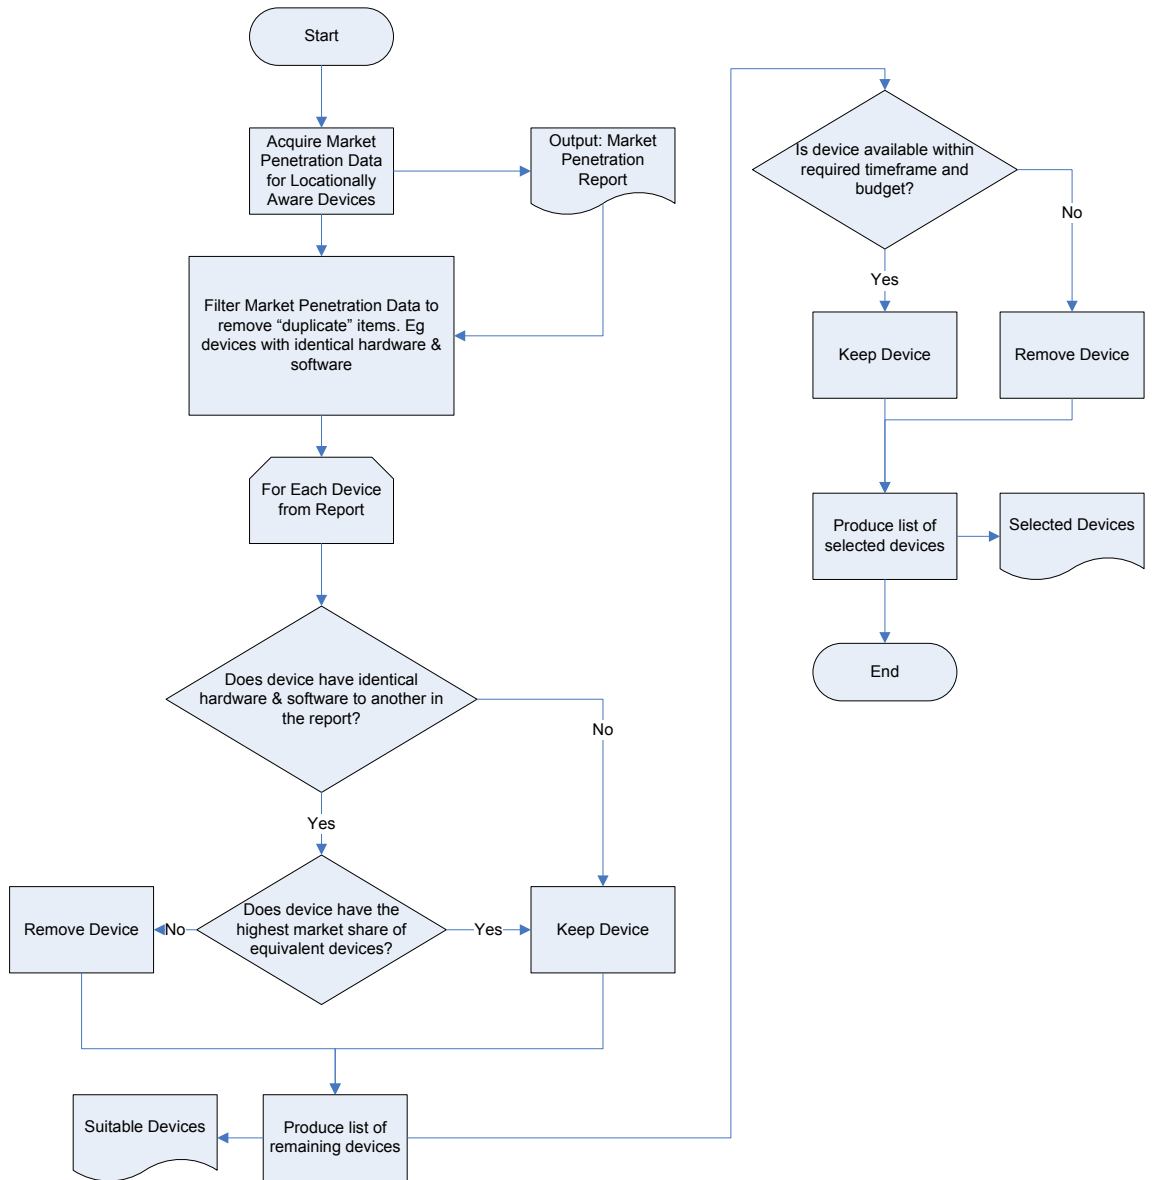 Start
Acquire Market
Penetration Data
for Locationally
Aware Devices
Output: Market
Penetration
Report
Filter Market Penetration Data to
remove “duplicate” items. Eg
devices with identical hardware &
software
For Each Device
from Report
Does device have identical
hardware & software to another in
the report?
No
Yes
Remove Device
No
Does device have the
highest market share of
equivalent devices?
Yes
Keep Device
Suitable Devices
Produce list of
remaining devices
Is device available within
required timeframe and
budget?
No
Yes
Keep Device
Remove Device
Produce list of
selected devices
Selected Devices
End